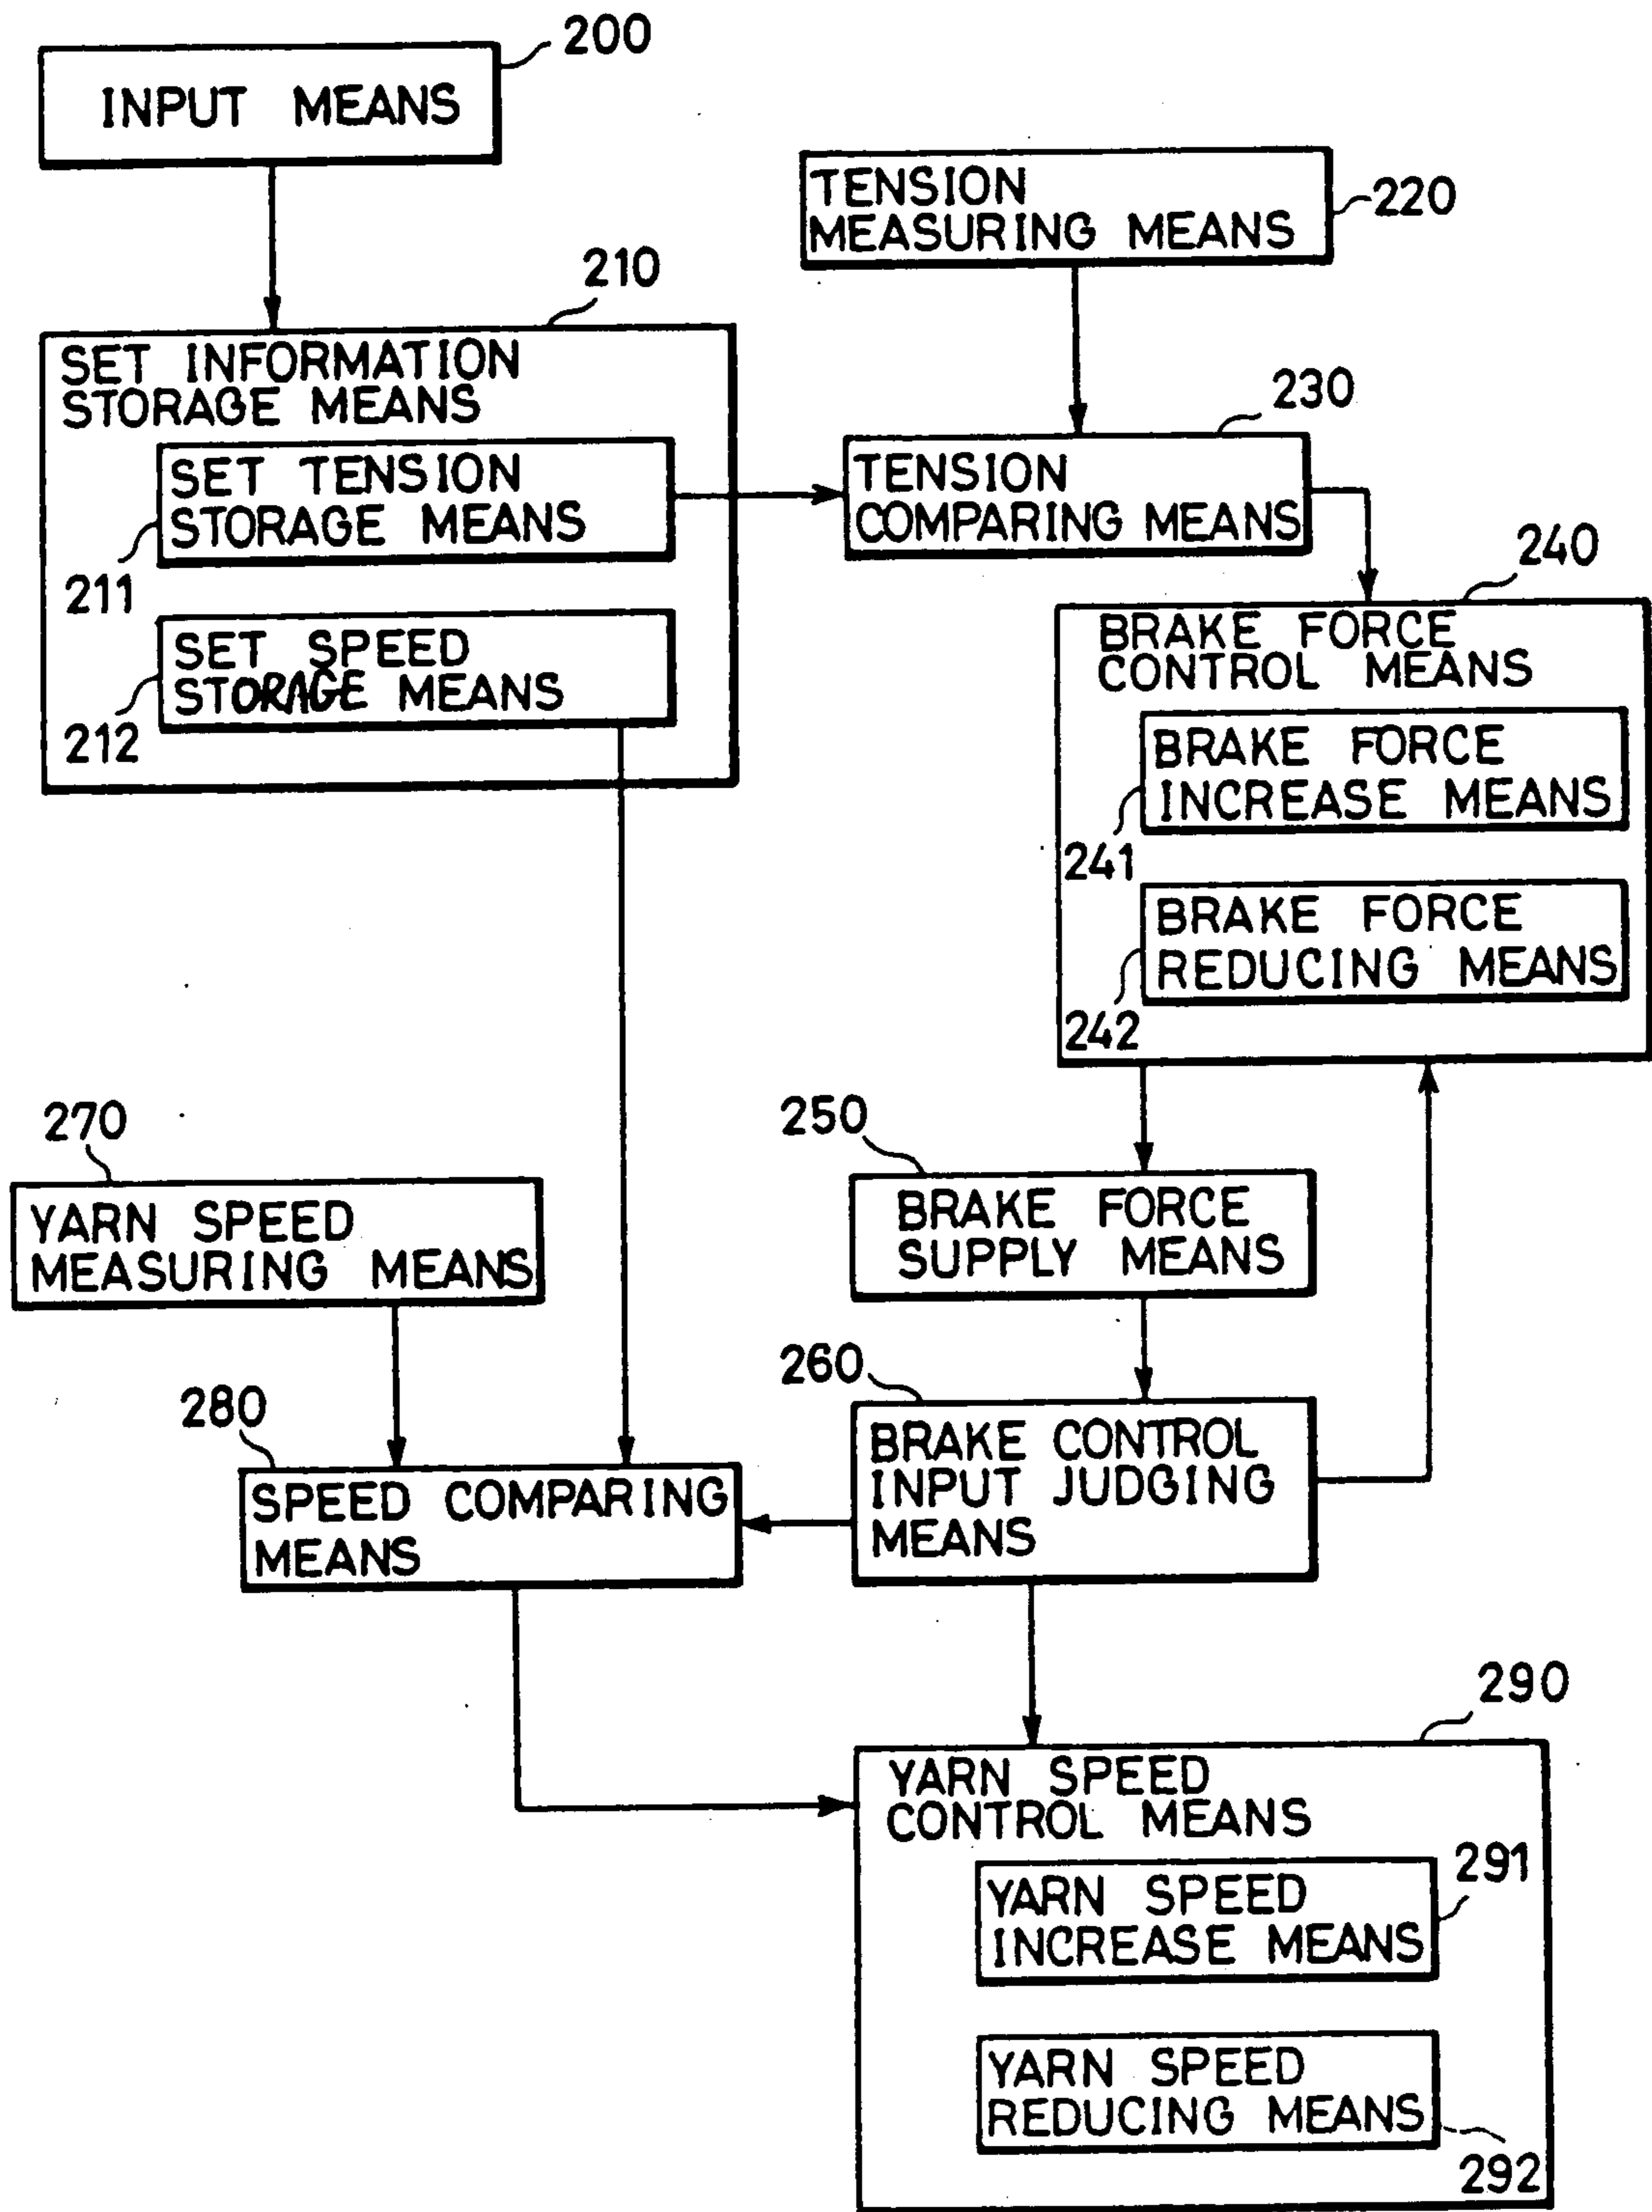 200
INPUT MEANS
TENSION
MEASURING MEANS
220
210
SET INFORMATION
STORAGE MEANS
SET TENSION
STORAGE MEANS
211
SET SPEED
STORAGE MEANS
212
230
TENSION
COMPARING MEANS
240
BRAKE FORCE
CONTROL MEANS
BRAKE FORCE
INCREASE MEANS
241
BRAKE FORCE
REDUCING MEANS
242
270
YARN SPEED
MEASURING MEANS
250
BRAKE FORCE
SUPPLY MEANS
260
BRAKE CONTROL
INPUT JUDGING
MEANS
280
SPEED COMPARING
MEANS
290
YARN SPEED
CONTROL MEANS
291
YARN SPEED
INCREASE MEANS
YARN SPEED
REDUCING MEANS
292